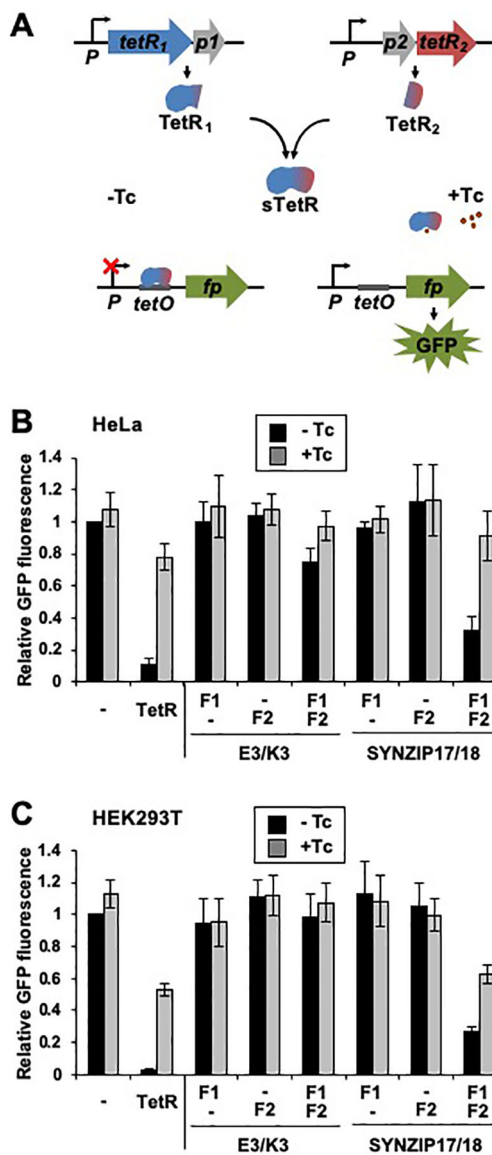 A
P tetR1 p1
P p2 tetR2
TetR1
TetR2
sTetR
-Tc
+Tc
P tetO fp
P tetO fp
GFP
B HeLa
- Tc
+Tc
Relative GFP fluorescence
1.4
1.2
1
0.8
0.6
0.4
0.2
0
- TetR
F1 - F1 F1 - F1
- F2 F2 - F2 F2
E3/K3 SYNZIP17/18
C HEK293T
- Tc
+Tc
Relative GFP fluorescence
1.4
1.2
1
0.8
0.6
0.4
0.2
0
- TetR
F1 - F1 F1 - F1
- F2 F2 - F2 F2
E3/K3 SYNZIP17/18